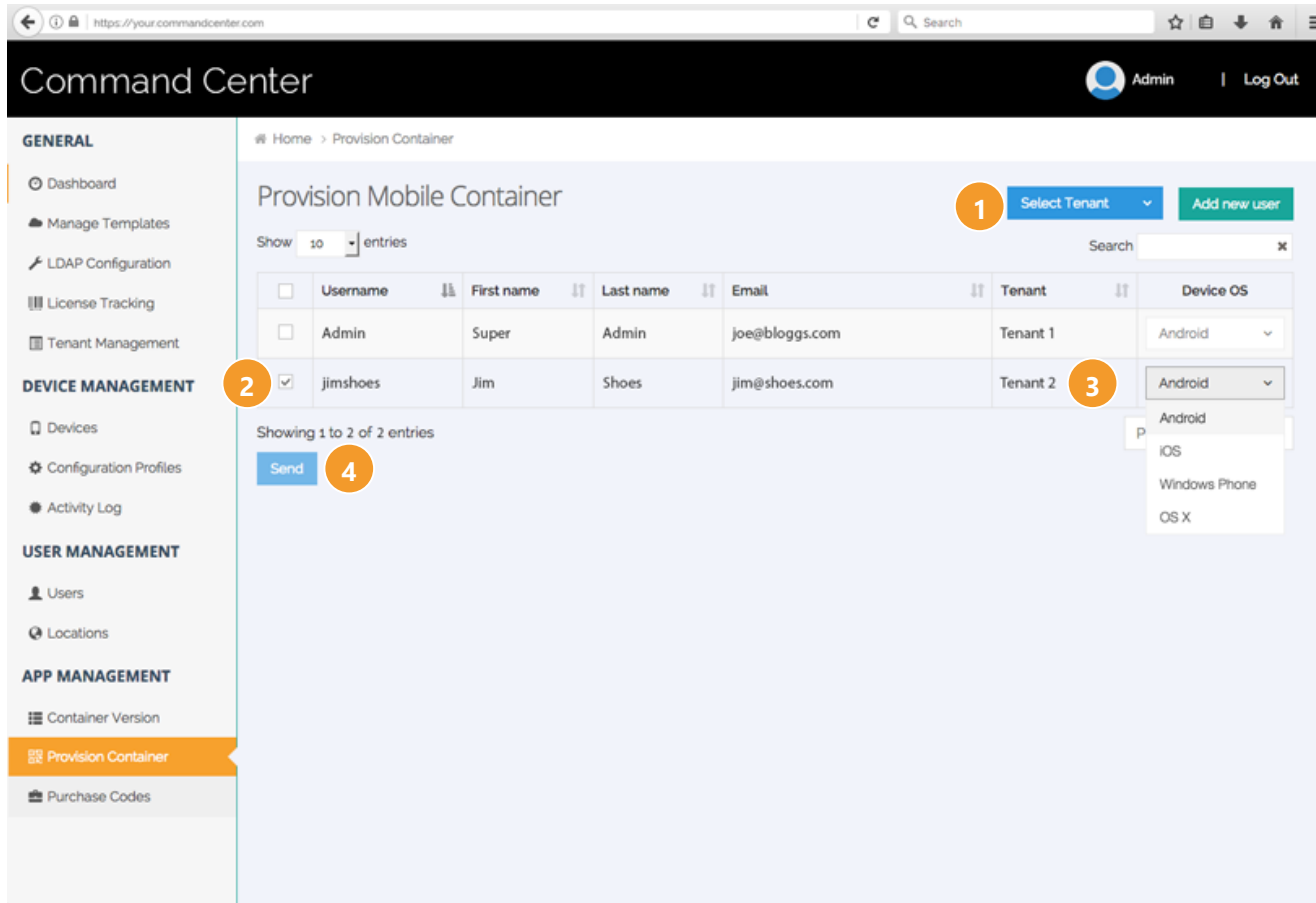 https://your.commandcenter.com
Search
Command Center
Admin | Log Out
GENERAL
Dashboard
Manage Templates
LDAP Configuration
License Tracking
Tenant Management
DEVICE MANAGEMENT
Devices
Configuration Profiles
Activity Log
USER MANAGEMENT
Users
Locations
APP MANAGEMENT
Container Version
Provision Container
Purchase Codes
Home > Provision Container
Provision Mobile Container
1 Select Tenant Add new user
Show 10 entries
Search
Username First name Last name Email Tenant Device OS
Admin Super Admin joe@bloggs.com Tenant 1 Android
2 jimshoes Jim Shoes jim@shoes.com Tenant 2 3 Android
Android
iOS
Windows Phone
OS X
Showing 1 to 2 of 2 entries
Send 4